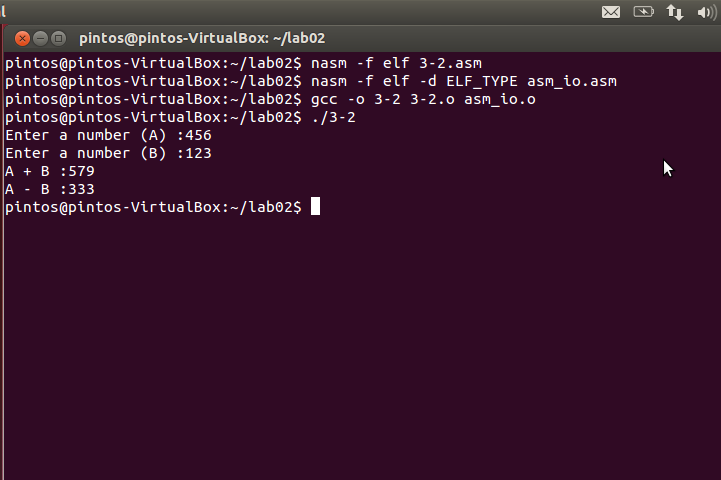 l
pintos@pintos-VirtualBox: ~/lab02
pintos@pintos-VirtualBox:~/lab02$ nasm -f elf 3-2.asm
pintos@pintos-VirtualBox:~/lab02$ nasm -f elf -d ELF_TYPE asm_io.asm
pintos@pintos-VirtualBox:~/lab02$ gcc -o 3-2 3-2.o asm_io.o
pintos@pintos-VirtualBox:~/lab02$ ./3-2
Enter a number (A) :456
Enter a number (B) :123
A + B :579
A - B :333
pintos@pintos-VirtualBox:~/lab02$